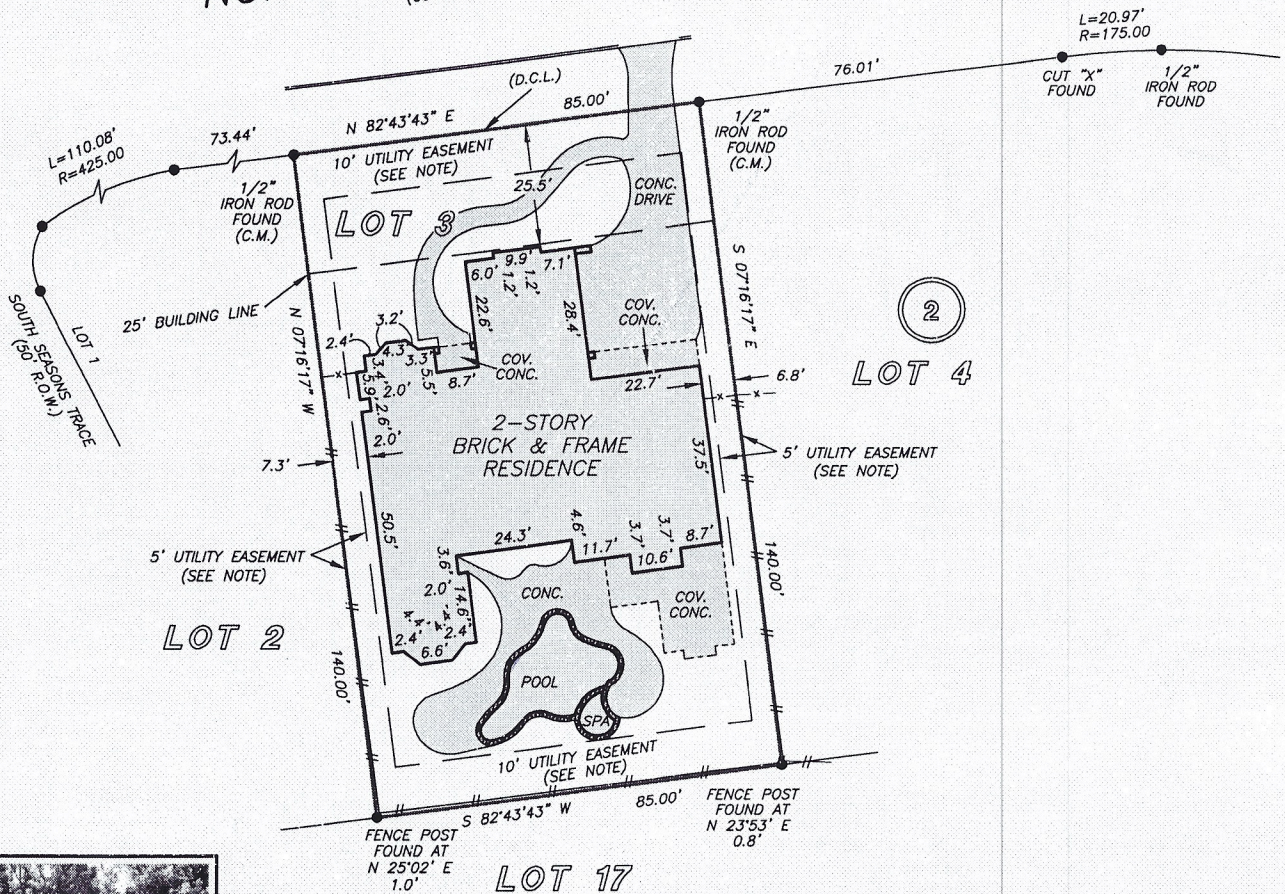 L=20.97'
R=175.00
76.01'
CUT "X"
FOUND
1/2"
IRON ROD
FOUND
(D.C.L.)
85.00'
N 82°43'43" E
73.44'
L=110.08'
R=425.00
1/2"
IRON ROD
FOUND
(C.M.)
10' UTILITY EASEMENT
(SEE NOTE)
25.5'
1/2"
IRON ROD
FOUND
(C.M.)
CONC.
DRIVE
LOT 3
S 07°16'17" E
2
LOT 4
SOUTH SEASONS TRACE
(50' R.O.W.)
LOT 1
25' BUILDING LINE
N 07°16'17" W
6.0'
9.9'
7.1'
1.2'
1.2'
22.6'
28.4'
COV.
CONC.
3.2'
2.4'
4.3'
3.4'
3.3'
5.9'
2.0'
5.5'
8.7'
COV.
CONC.
22.7'
6.8'
2.6'
2.0'
2-STORY
BRICK & FRAME
RESIDENCE
37.5'
7.3'
5' UTILITY EASEMENT
(SEE NOTE)
50.5'
5' UTILITY EASEMENT
(SEE NOTE)
24.3'
4.6'
11.7'
3.7'
3.7'
10.6'
8.7'
140.00'
3.6'
2.0'
14.6'
CONC.
COV.
CONC.
LOT 2
2.4'
2.4'
6.6'
140.00'
POOL
SPA
10' UTILITY EASEMENT
(SEE NOTE)
S 82°43'43" W
85.00'
FENCE POST
FOUND AT
N 23°53' E
0.8'
FENCE POST
FOUND AT
N 25°02' E
1.0'
LOT 17